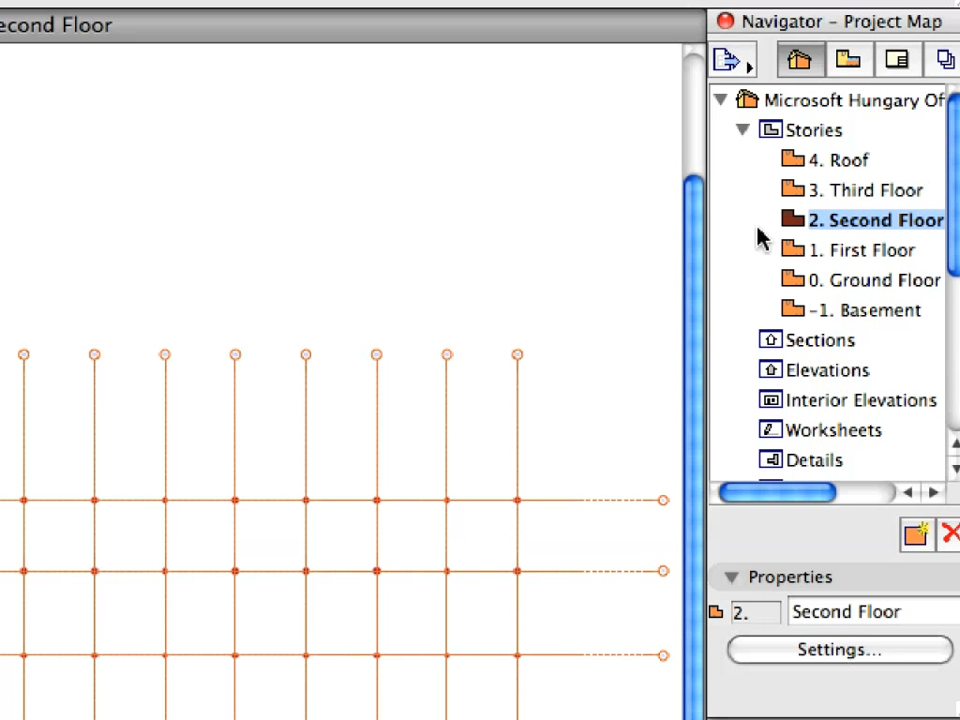 econd Floor
Navigator - Project Map
Microsoft Hungary Of
Stories
4. Roof
3. Third Floor
2. Second Floor
1. First Floor
0. Ground Floor
-1. Basement
Sections
Elevations
Interior Elevations
Worksheets
Details
Properties
2.
Second Floor
Settings...